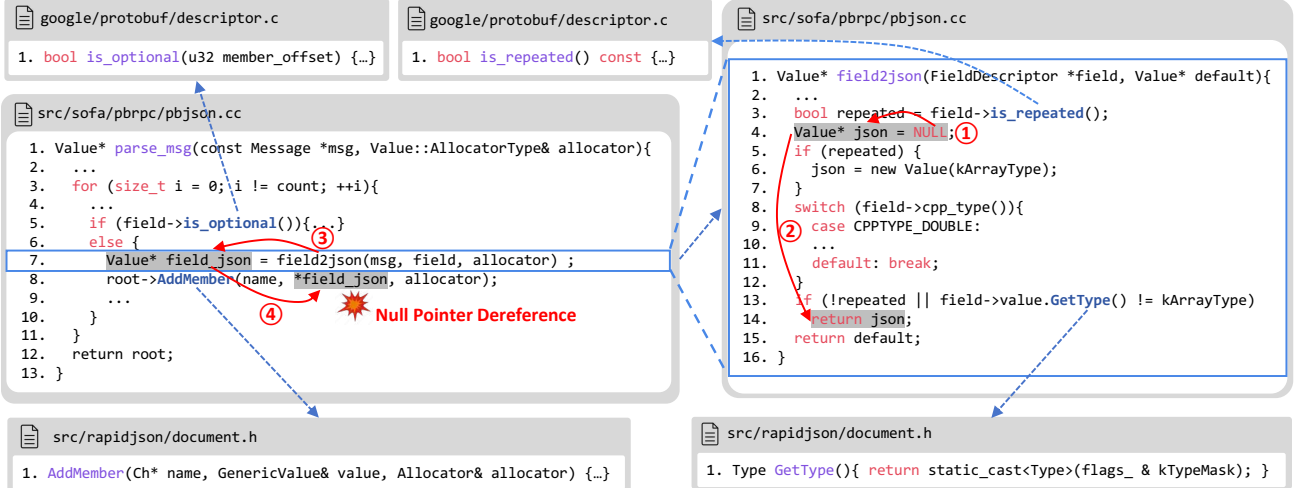 google/protobuf/descriptor.c
1. bool is_optional(u32 member_offset) {…}
google/protobuf/descriptor.c
1. bool is_repeated() const {…}
src/sofa/pbrpc/pbjson.cc
1. Value* parse_msg(const Message *msg, Value::AllocatorType& allocator){
2. ...
3. for (size_t i = 0; i != count; ++i){
4. ...
5. if (field->is_optional()){...}
6. else {
7. Value* field_json = field2json(msg, field, allocator) ;
8. root->AddMember(name, *field_json, allocator);
9. ...
10. }
11. }
12. return root;
13. }
③
④
Null Pointer Dereference
src/sofa/pbrpc/pbjson.cc
1. Value* field2json(FieldDescriptor *field, Value* default){
2. ...
3. bool repeated = field->is_repeated();
4. Value* json = NULL;
5. if (repeated) {
6. json = new Value(kArrayType);
7. }
8. switch (field->cpp_type()){
9. case CPPTYPE_DOUBLE:
10. ...
11. default: break;
12. }
13. if (!repeated || field->value.GetType() != kArrayType)
14. return json;
15. return default;
16. }
①
②
src/rapidjson/document.h
1. AddMember(Ch* name, GenericValue& value, Allocator& allocator) {…}
src/rapidjson/document.h
1. Type GetType(){ return static_cast<Type>(flags_ & kTypeMask); }